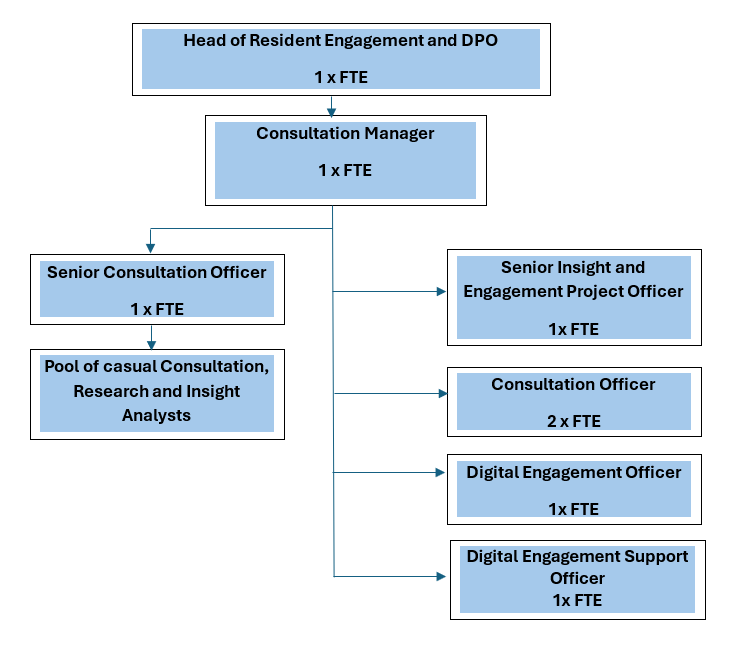 Head of Resident Engagement and DPO
1 x FTE
Consultation Manager
1 x FTE
Senior Consultation Officer
1 x FTE
Pool of casual Consultation,
Research and Insight
Analysts
Senior Insight and
Engagement Project Officer
1x FTE
Consultation Officer
2 x FTE
Digital Engagement Officer
1x FTE
Digital Engagement Support
Officer
1x FTE